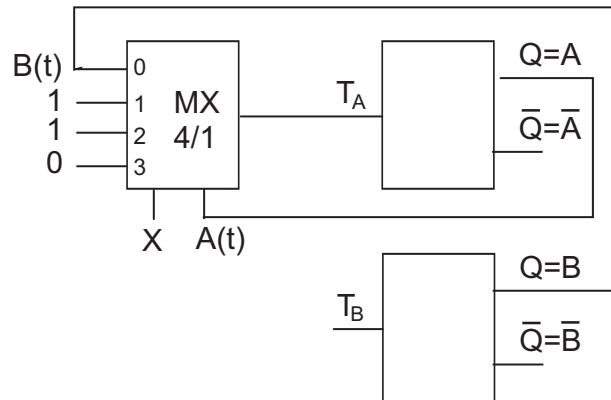 Q=A
B(t) 0
1 1 MX T_A
1 2 4/1 Q̅=A̅
0 3
X A(t)
Q=B
T_B
Q̅=B̅